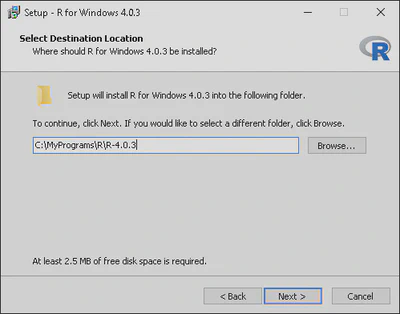 Setup - R for Windows 4.0.3
Select Destination Location
Where should R for Windows 4.0.3 be installed?
R
Setup will install R for Windows 4.0.3 into the following folder.
To continue, click Next. If you would like to select a different folder, click Browse.
C:\MyPrograms\R\R-4.0.3
Browse...
At least 2.5 MB of free disk space is required.
< Back
Next >
Cancel